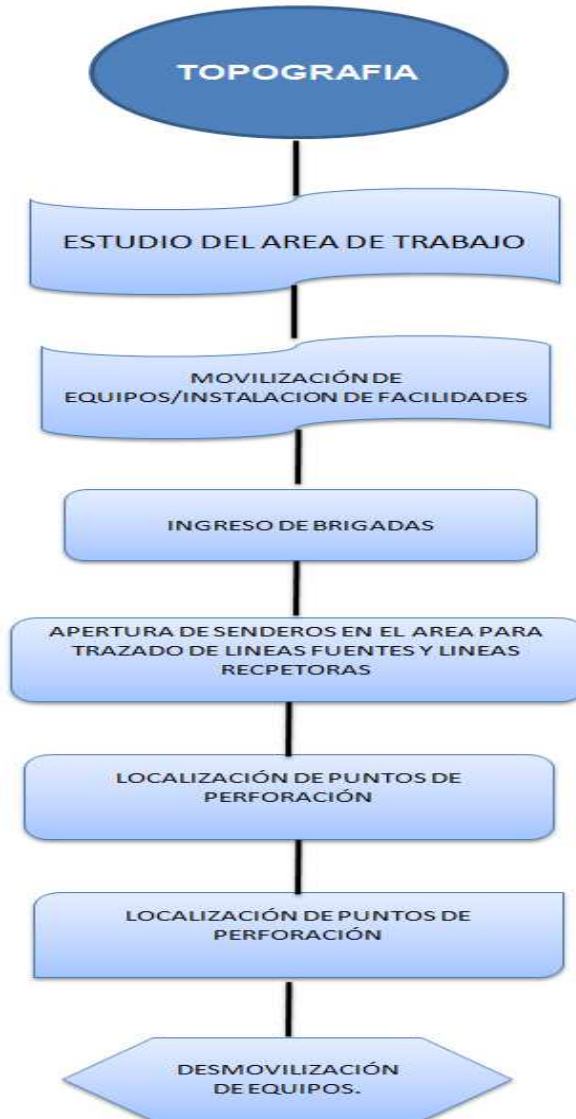 TOPOGRAFIA
ESTUDIO DEL AREA DE TRABAJO
MOVILIZACIÓN DE
EQUIPOS/INSTALACION DE FACILIDADES
INGRESO DE BRIGADAS
APERTURA DE SENDEROS EN EL AREA PARA
TRAZADO DE LINEAS FUENTES Y LINEAS
RECPETORAS
LOCALIZACIÓN DE PUNTOS DE
PERFORACIÓN
LOCALIZACIÓN DE PUNTOS DE
PERFORACIÓN
DESMOVILIZACIÓN
DE EQUIPOS.